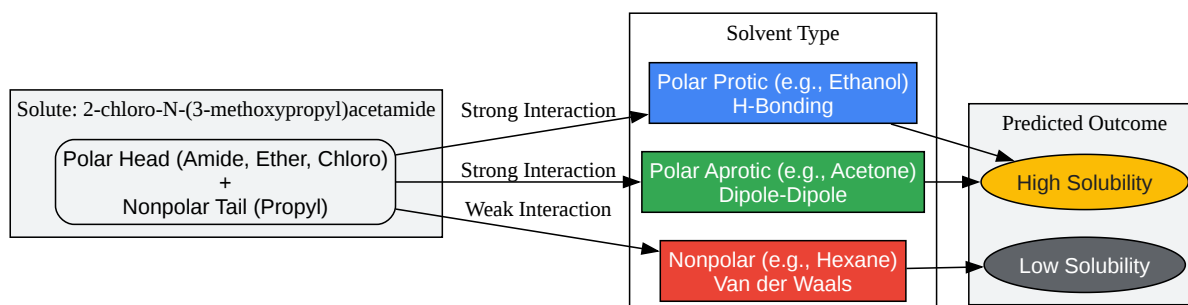 Solute: 2-chloro-N-(3-methoxypropyl)acetamide
Polar Head (Amide, Ether, Chloro)
+
Nonpolar Tail (Propyl)
Strong Interaction
Strong Interaction
Weak Interaction
Solvent Type
Polar Protic (e.g., Ethanol)
H-Bonding
Polar Aprotic (e.g., Acetone)
Dipole-Dipole
Nonpolar (e.g., Hexane)
Van der Waals
Predicted Outcome
High Solubility
Low Solubility